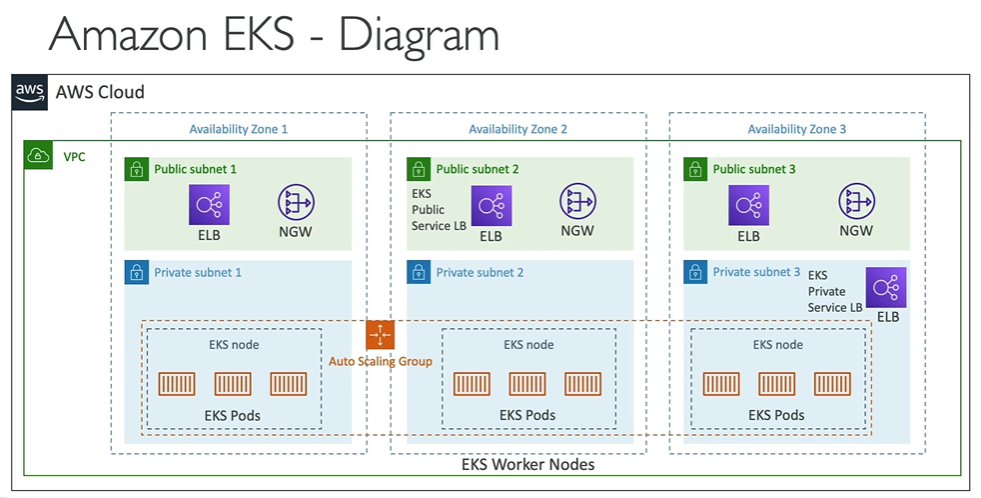 Amazon EKS - Diagram
aws
AWS Cloud
Availability Zone 1
Availability Zone 2
Availability Zone 3
VPC
Public subnet 1
ELB
NGW
Public subnet 2
EKS
Public
Service LB
ELB
NGW
Public subnet 3
ELB
NGW
Private subnet 1
Private subnet 2
Private subnet 3
EKS
Private
Service LB
ELB
Auto Scaling Group
EKS node
EKS Pods
EKS node
EKS Pods
EKS node
EKS Pods
EKS Worker Nodes